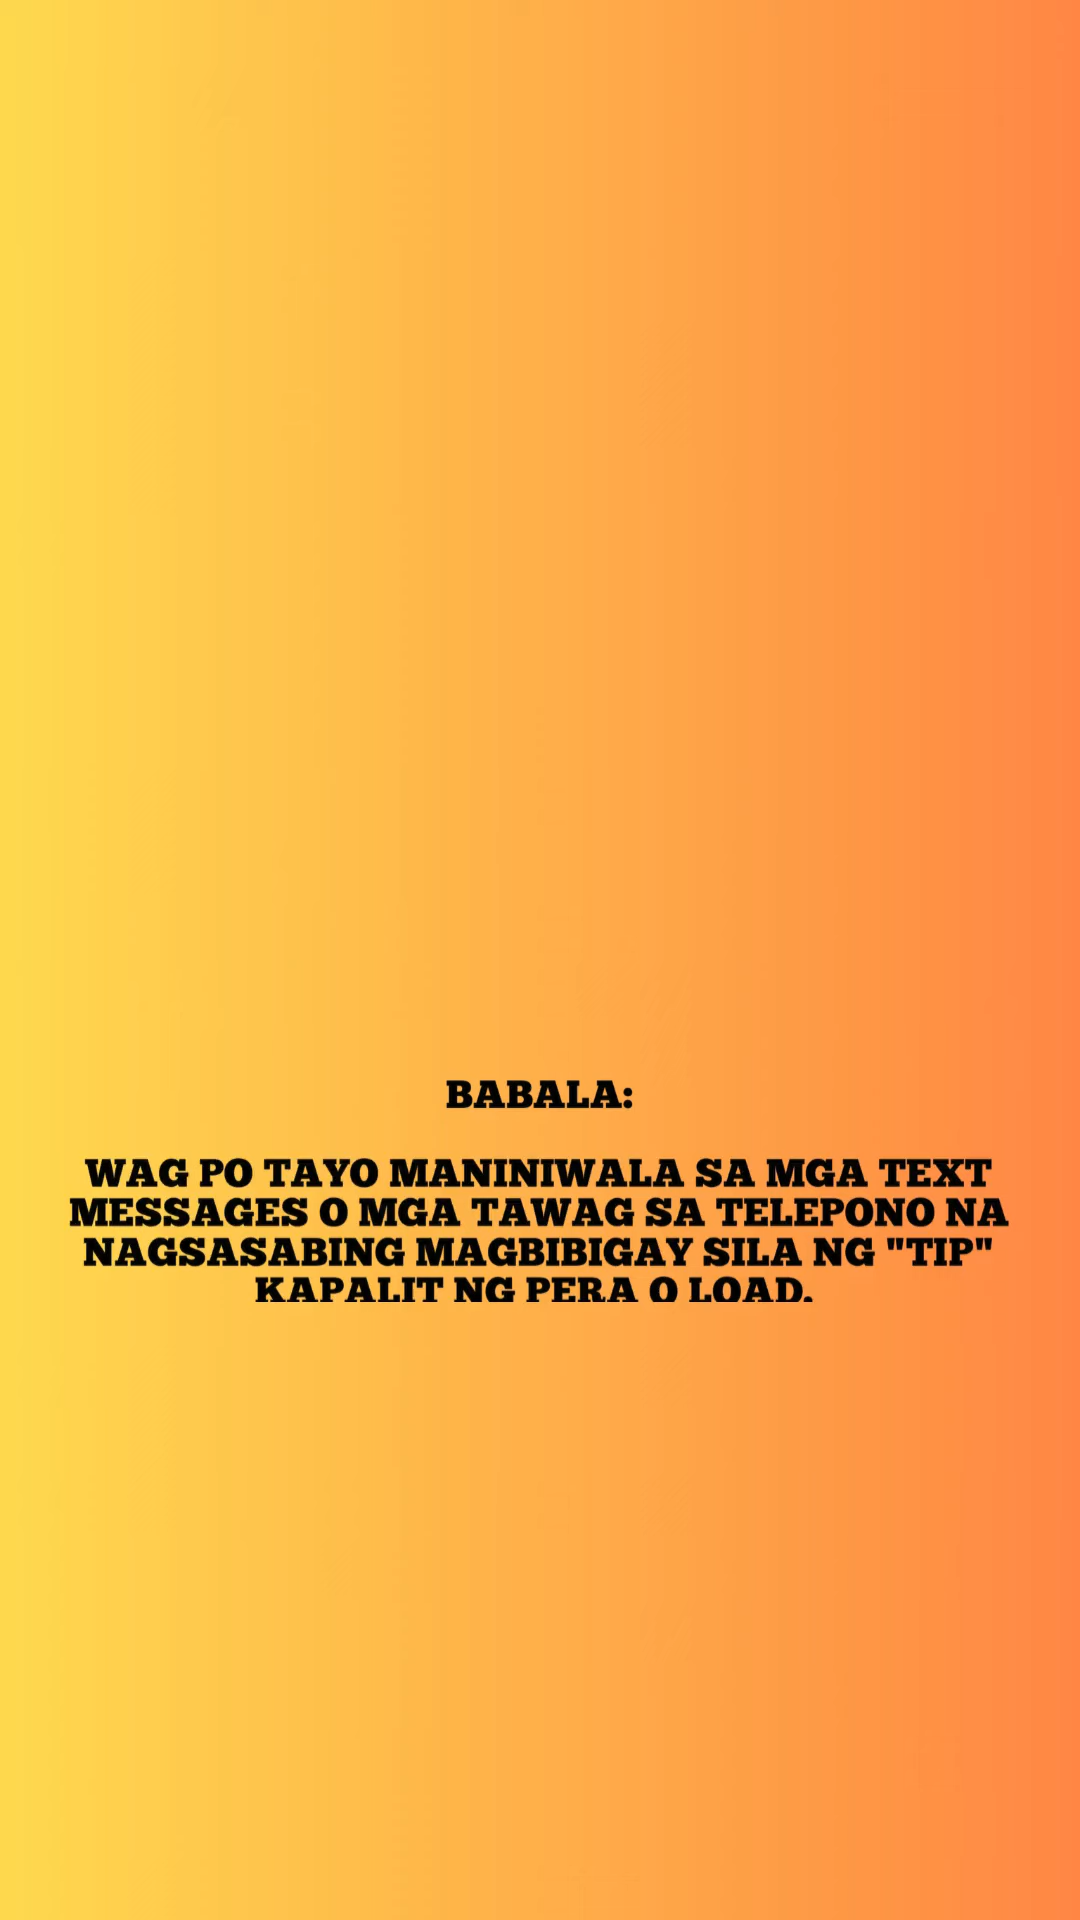 BABALA:
WAG PO TAYO MANINIWALA SA MGA TEXT
MESSAGES O MGA TAWAG SA TELEPONO NA
NAGSASABING MAGBIBIGAY SILA NG "TIP"
KAPALIT NG PERA O LOAD.